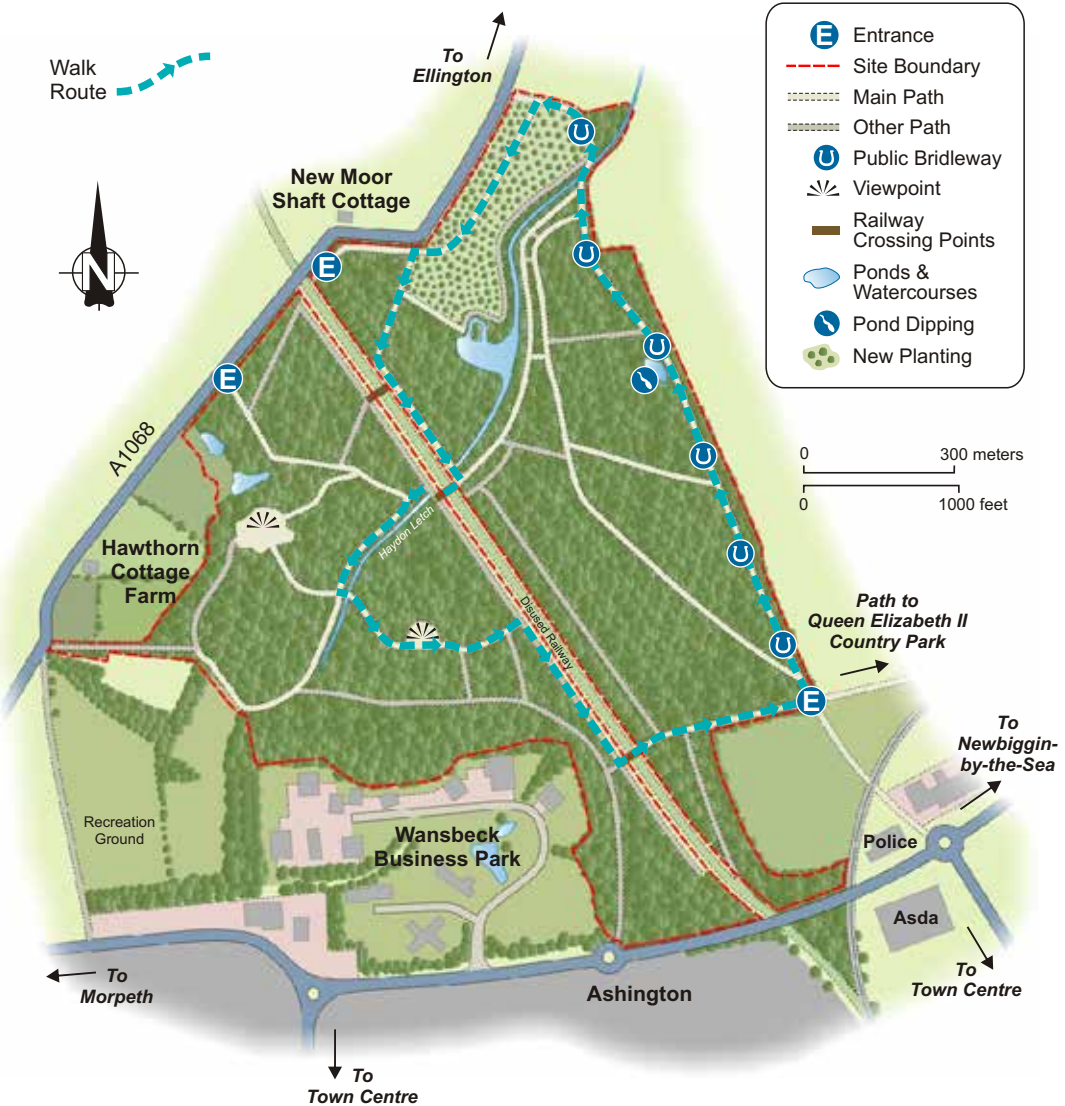 Walk
Route
To
Ellington
E Entrance
Site Boundary
Main Path
Other Path
Public Bridleway
Viewpoint
Railway
Crossing Points
Ponds &
Watercourses
Pond Dipping
New Planting
New Moor
Shaft Cottage
N
E
E
A1068
0 300 meters
0 1000 feet
Haydon Letch
Hawthorn
Cottage
Farm
Disused Railway
Path to
Queen Elizabeth II
Country Park
E
To
Newbiggin-
by-the-Sea
Recreation
Ground
Wansbeck
Business Park
Police
Asda
To
Morpeth
Ashington
To
Town Centre
To
Town Centre